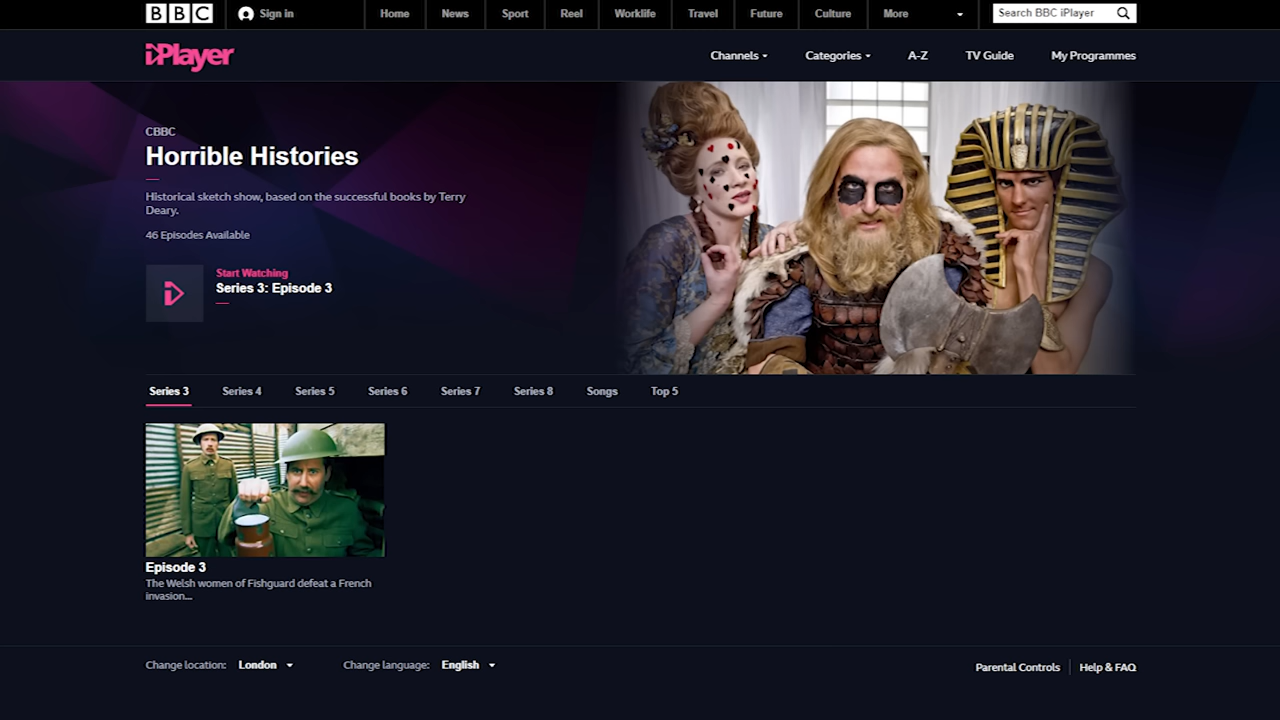 BBC
Sign in
Home
News
Sport
Reel
Worklife
Travel
Future
Culture
More
Search BBC iPlayer
iPlayer
Channels
Categories
A-Z
TV Guide
My Programmes
CBBC
Horrible Histories
Historical sketch show, based on the successful books by Terry
Deary.
46 Episodes Available
Start Watching
Series 3: Episode 3
Series 3
Series 4
Series 5
Series 6
Series 7
Series 8
Songs
Top 5
Episode 3
The Welsh women of Fishguard defeat a French
invasion...
Change location:
London
Change language:
English
Parental Controls
Help & FAQ